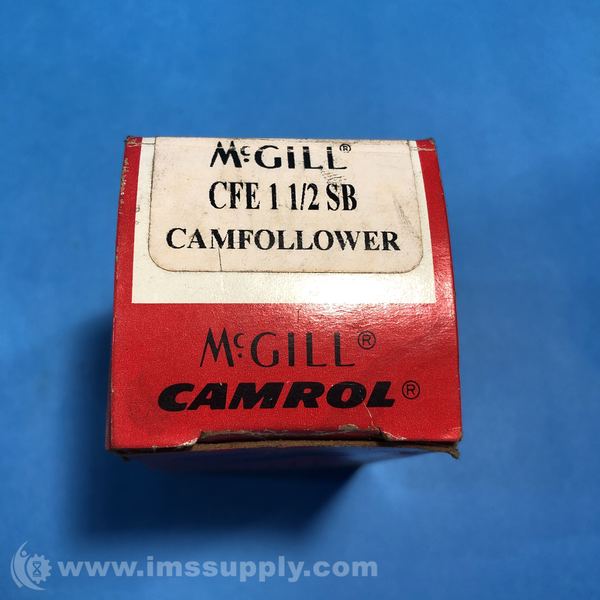 McGILL®
CFE 1 1/2 SB
CAMFOLLOWER
McGILL®
CAMROL®
www.imssupply.com